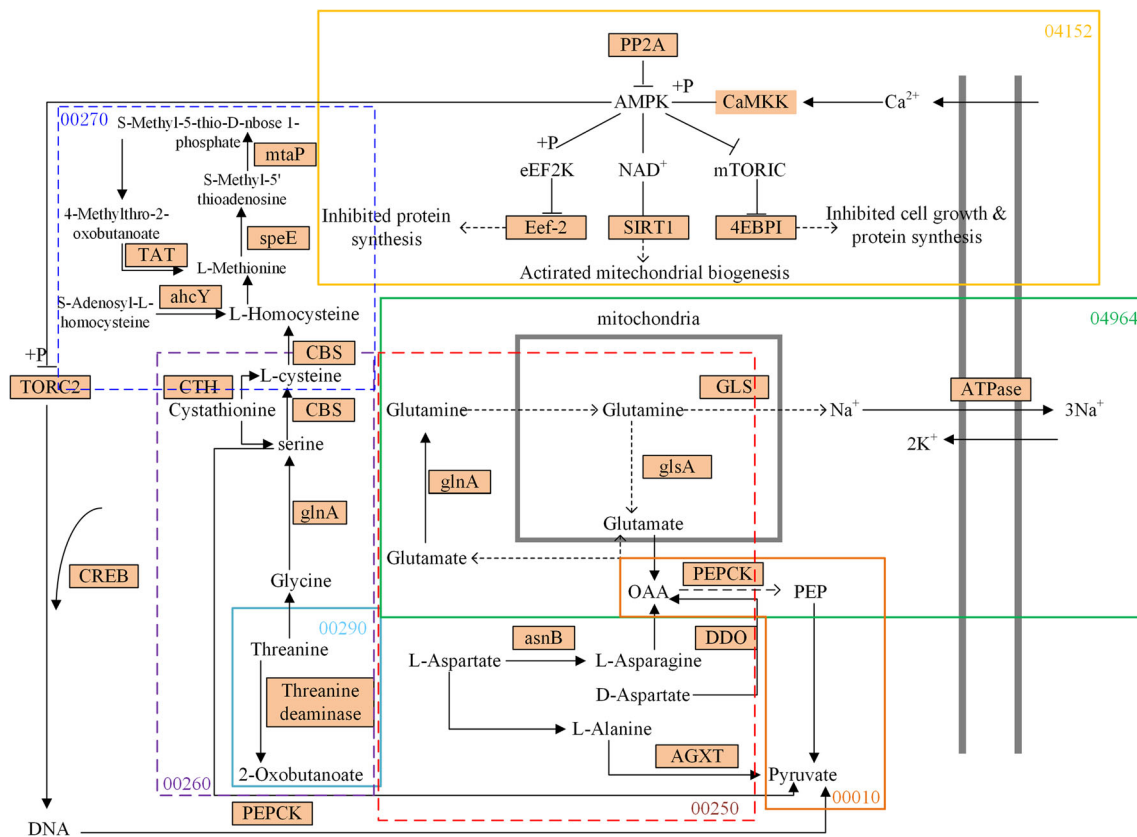 04152
PP2A
+P
AMPK
CaMKK
Ca2+
00270
S-Methyl-5-thio-D-nbose 1-
phosphate
mtaP
S-Methyl-5'
thioadenosine
+P
eEF2K
NAD+
mTORIC
4-Methylthro-2-
oxobutanoate
speE
TAT
L-Methionine
Inhibited protein
synthesis
Eef-2
SIRT1
4EBPI
Inhibited cell growth &
protein synthesis
Actirated mitechondrial biogenesis
ahcY
S-Adenosyl-L-
homocysteine
L-Homocysteine
04964
mitochondria
+P
TORC2
CBS
CTH
L-cysteine
Cystathionine
CBS
serine
GLS
ATPase
Glutamine
Glutamine
Na+
3Na+
2K+
glnA
glnA
glsA
Glutamate
Glutamate
CREB
Glycine
PEPCK
OAA
PEP
00290
Threanine
asnB
DDO
L-Aspartate
L-Asparagine
Threanine
deaminase
D-Aspartate
L-Alanine
AGXT
2-Oxobutanoate
Pyruvate
00260
00250
00010
PEPCK
DNA